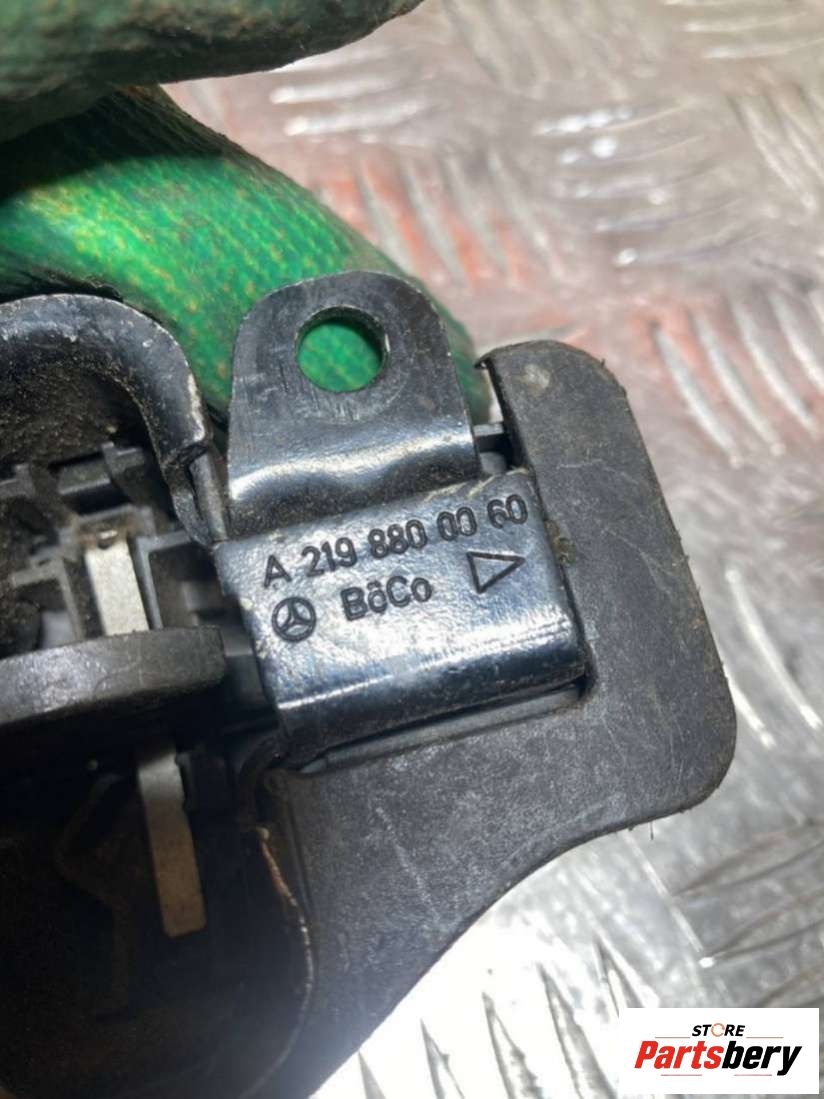 A 219 880 00 60
BöCo
STORE
Partsbery